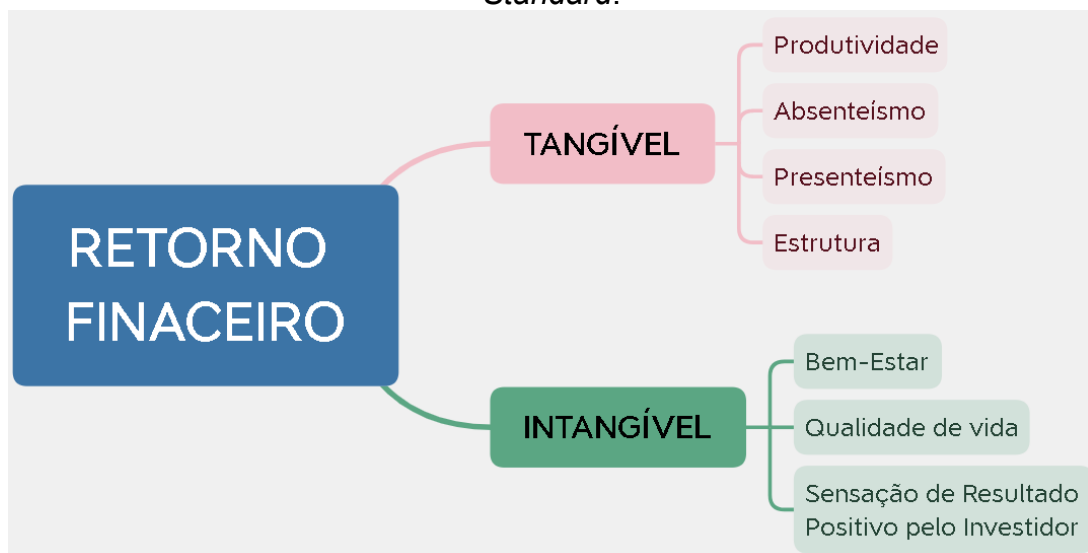 Standard.
RETORNO
FINACEIRO
TANGÍVEL
Produtividade
Absenteísmo
Presenteísmo
Estrutura
INTANGÍVEL
Bem-Estar
Qualidade de vida
Sensação de Resultado
Positivo pelo Investidor